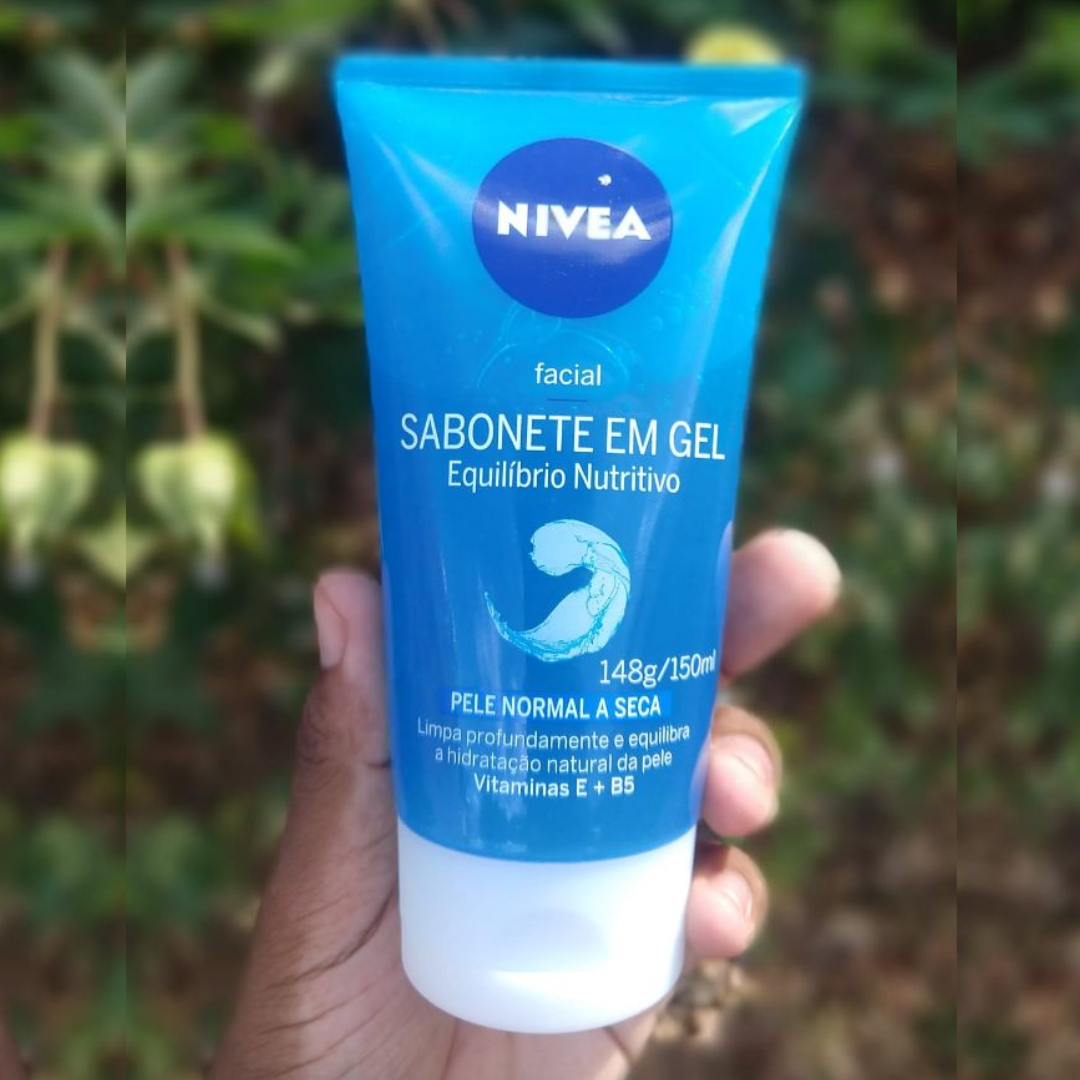 NIVEA
facial
SABONETE EM GEL
Equilíbrio Nutritivo
148g/150ml
PELE NORMAL A SECA
Limpa profundamente e equilibra
a hidratação natural da pele
Vitaminas E + B5